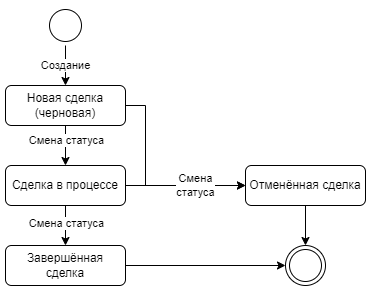 Создание
Новая сделка
(черновая)
Смена статуса
Сделка в процессе
Смена
статуса
Отменённая сделка
Смена статуса
Завершённая
сделка